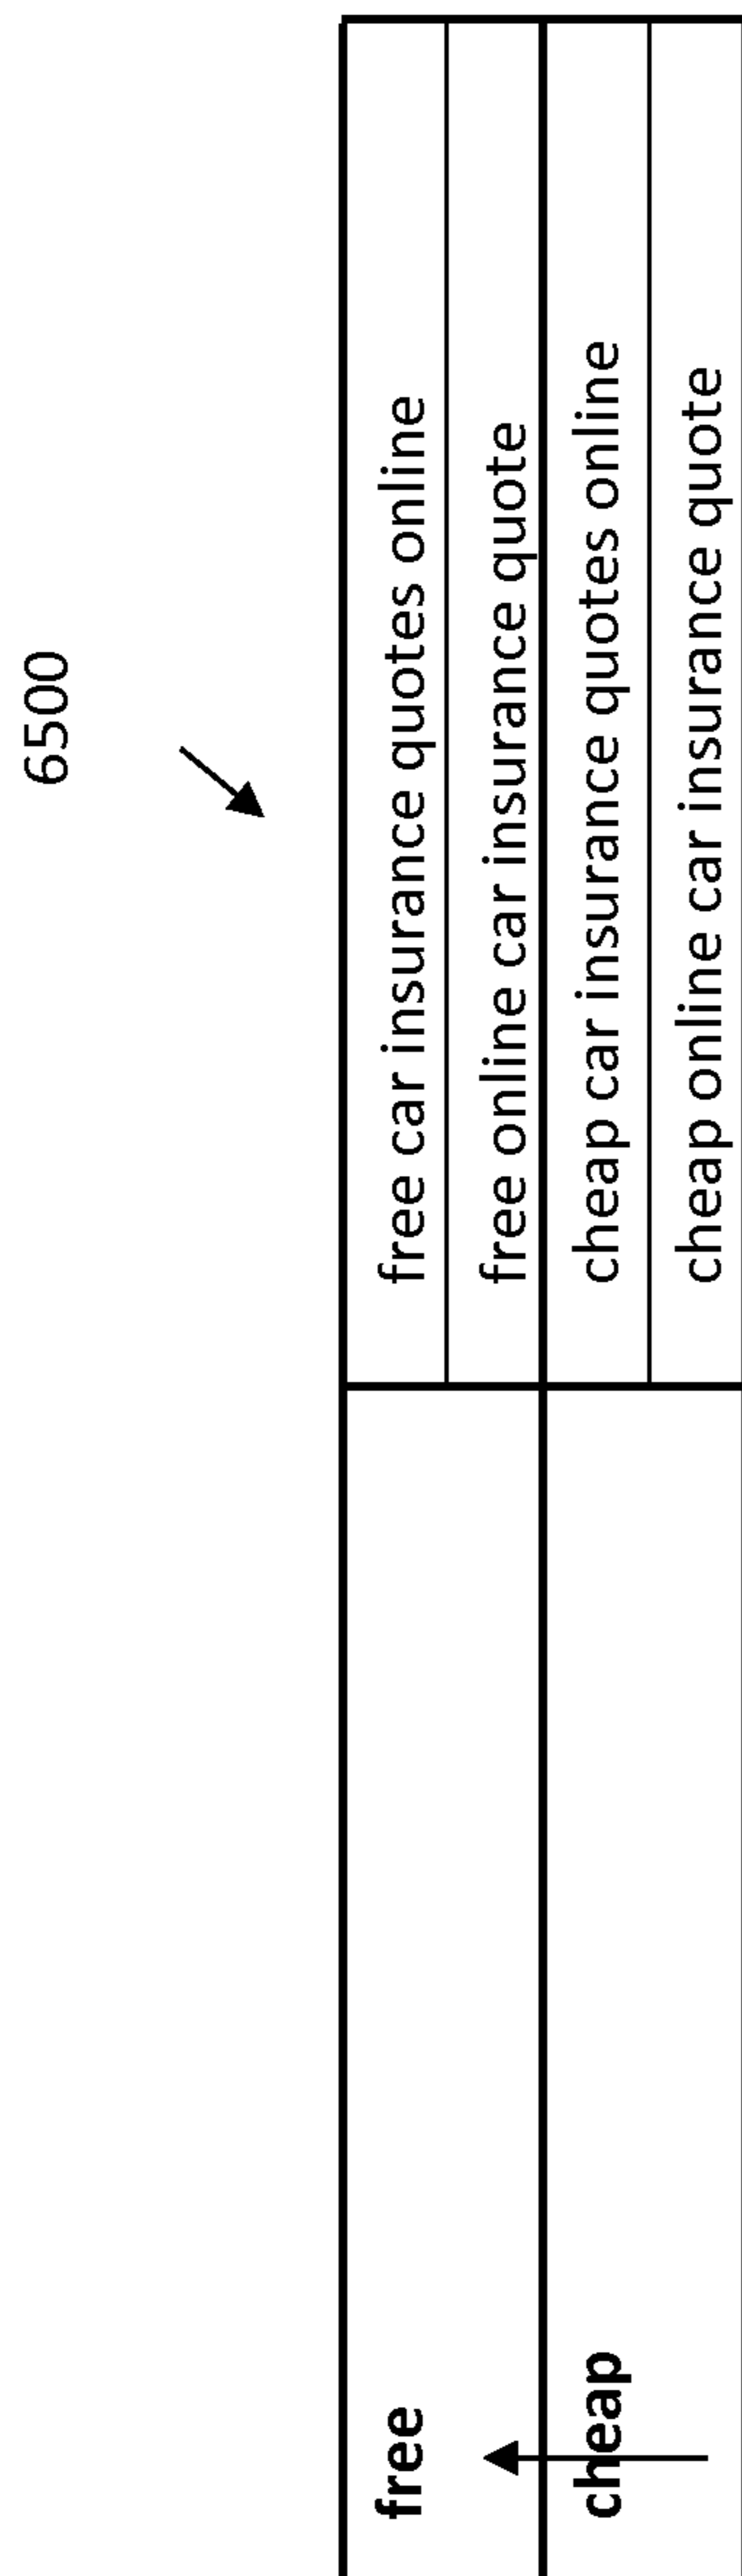 6500
free
free car insurance quotes online
free online car insurance quote
cheap
cheap car insurance quotes online
cheap online car insurance quote